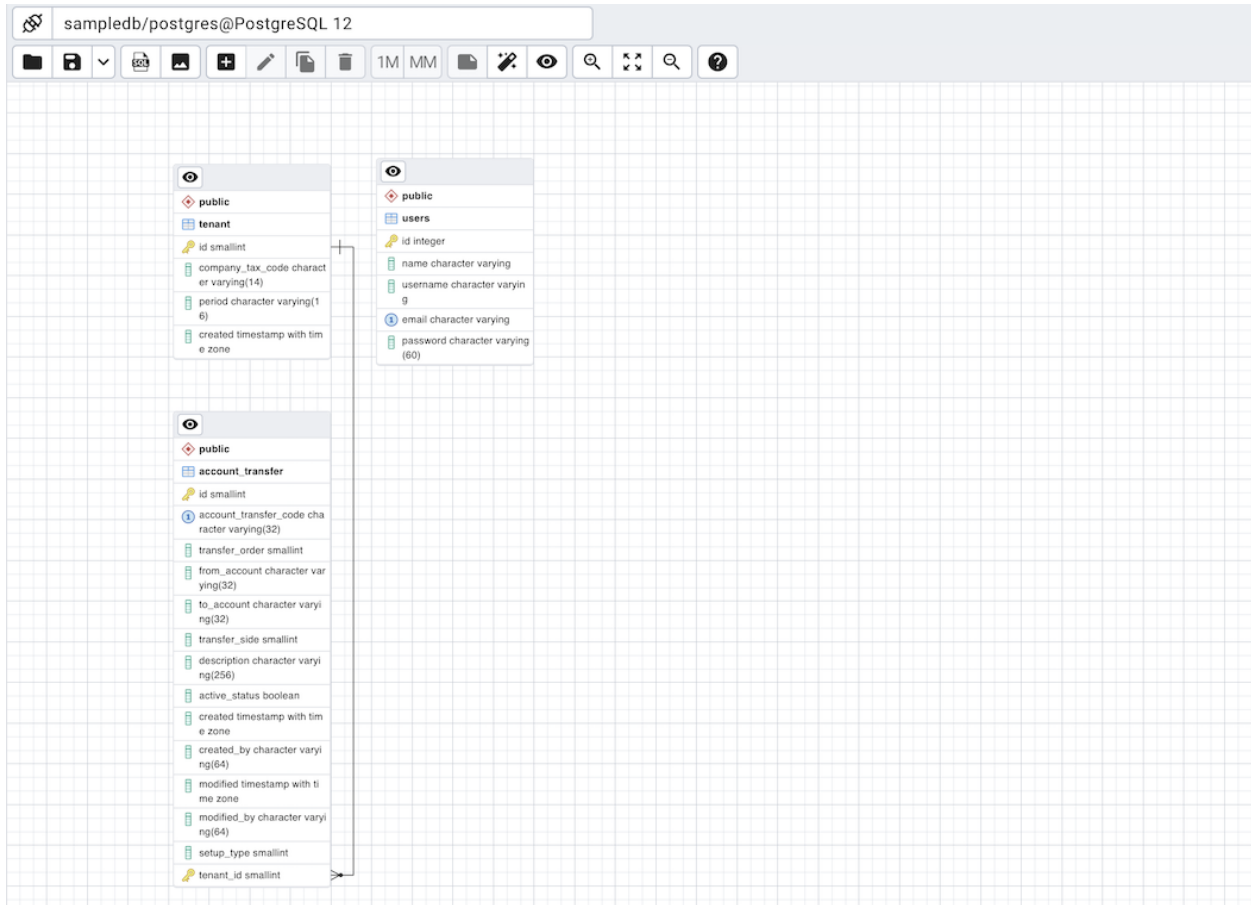 sampledb/postgres@PostgreSQL 12
SQL
1M MM
public
tenant
id smallint
company_tax_code charact
er varying(14)
period character varying(1
6)
created timestamp with tim
e zone
public
users
id integer
name character varying
username character varyin
g
1 email character varying
password character varying
(60)
public
account_transfer
id smallint
1 account_transfer_code cha
racter varying(32)
transfer_order smallint
from_account character var
ying(32)
to_account character varyi
ng(32)
transfer_side smallint
description character varyi
ng(256)
active_status boolean
created timestamp with tim
e zone
created_by character varyi
ng(64)
modified timestamp with ti
me zone
modified_by character varyi
ng(64)
setup_type smallint
tenant_id smallint